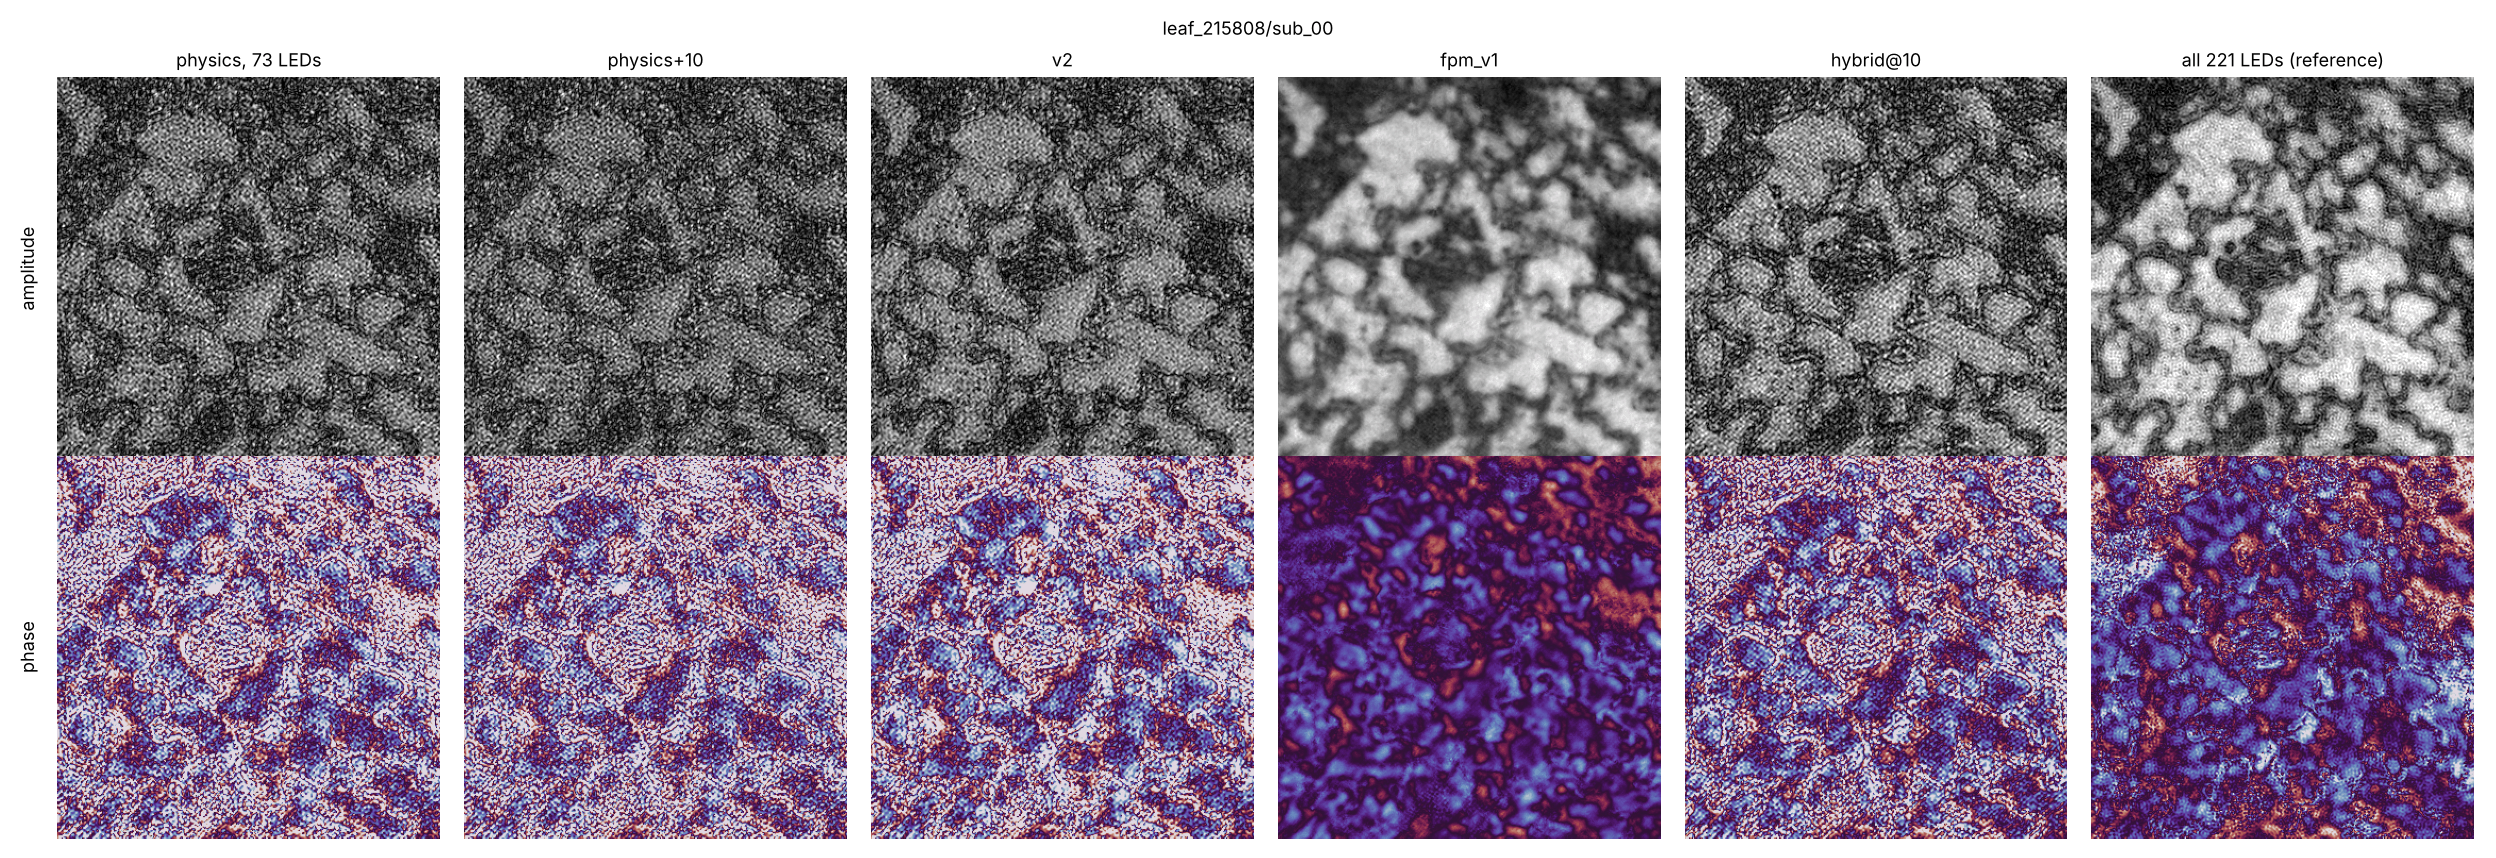 leaf_215808/sub_00
physics, 73 LEDs
physics+10
v2
fpm_v1
hybrid@10
all 221 LEDs (reference)
amplitude
phase